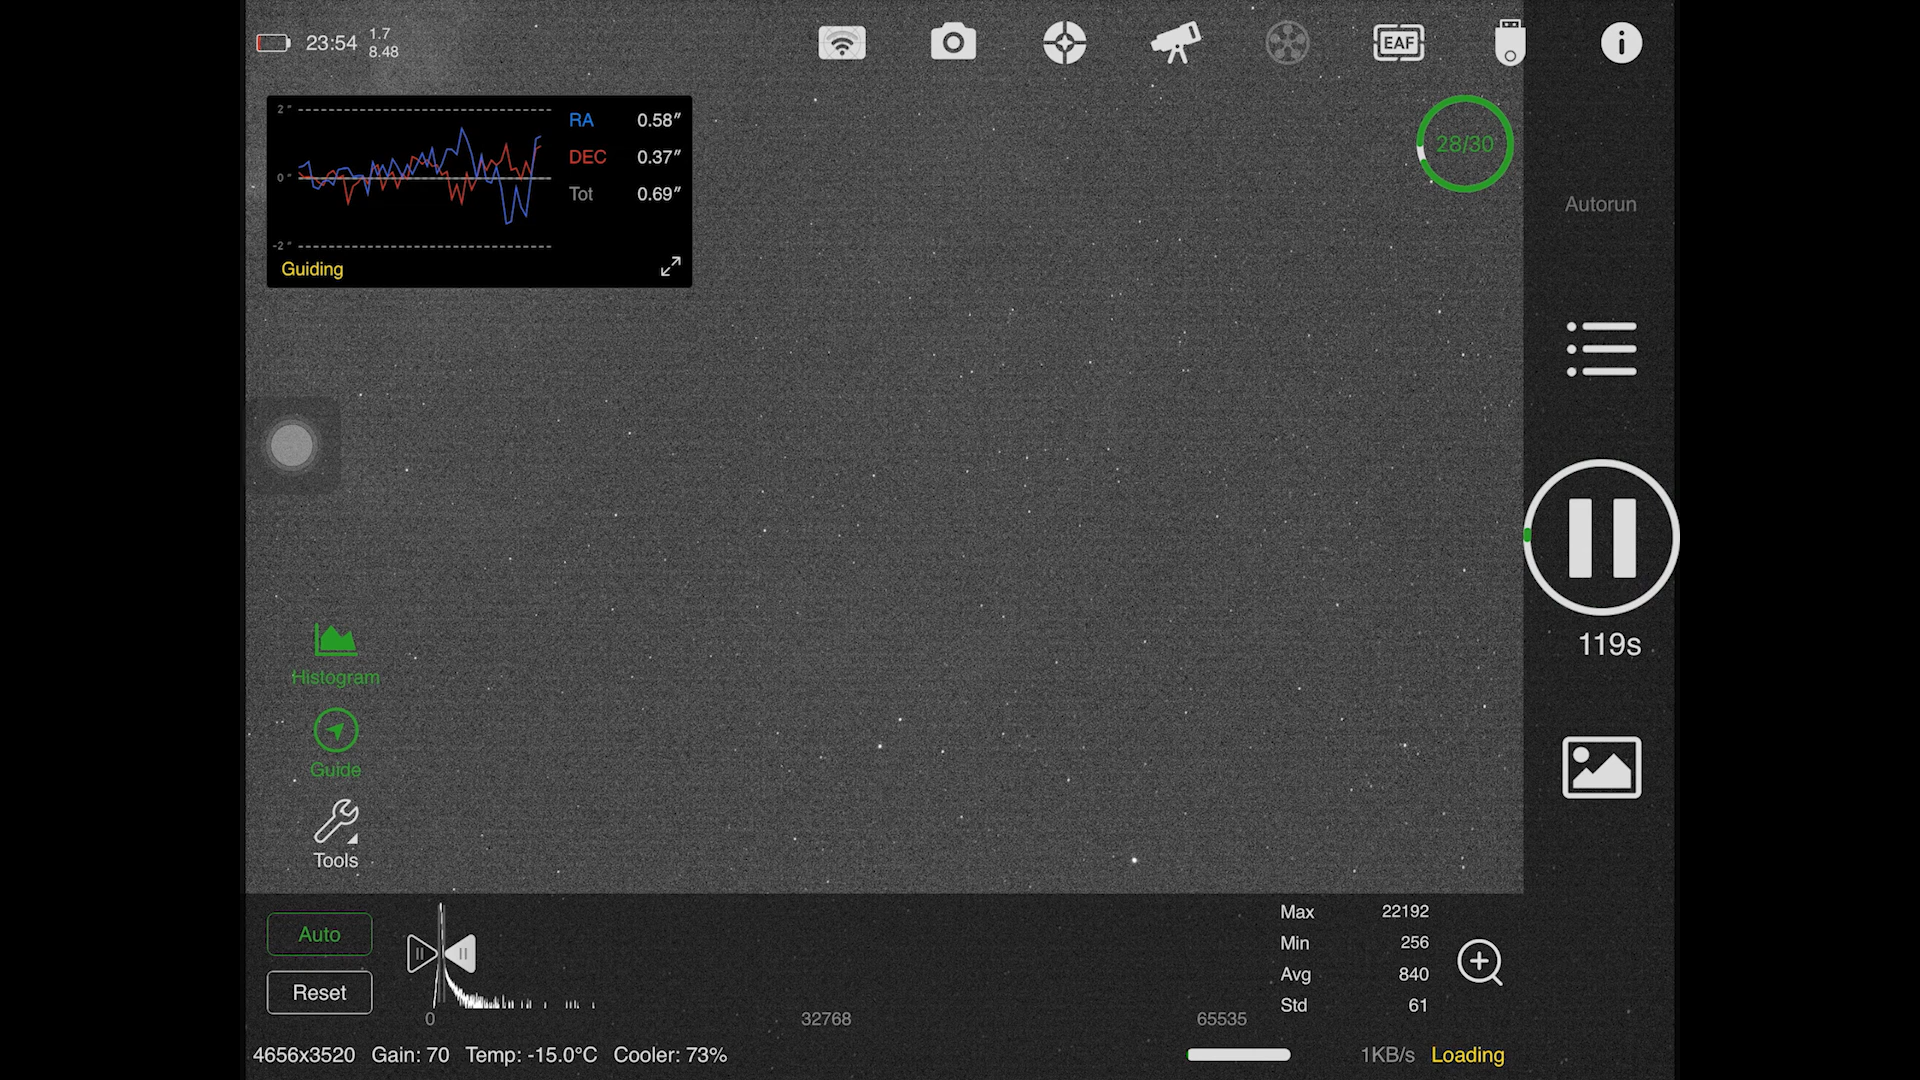 23:54 1.7
8.48
EAF
2"
RA 0.58"
DEC 0.37"
0"
Tot 0.69"
-2"
Guiding
28/30
Autorun
119s
Histogram
Guide
Tools
Auto
Reset
0 32768 65535
Max 22192
Min 256
Avg 840
Std 61
4656x3520 Gain: 70 Temp: -15.0°C Cooler: 73% 1KB/s Loading